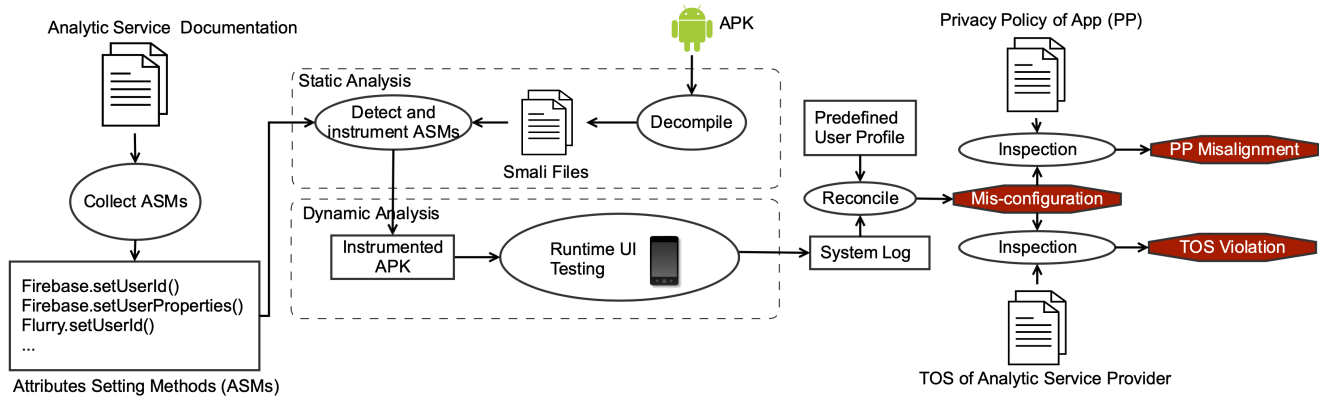 Analytic Service Documentation
Collect ASMs
Firebase.setUserId()
Firebase.setUserProperties()
Flurry.setUserId()
...
Attributes Setting Methods (ASMs)
APK
Static Analysis
Detect and
instrument ASMs
Smali Files
Decompile
Dynamic Analysis
Instrumented
APK
Runtime UI
Testing
Predefined
User Profile
Reconcile
System Log
Privacy Policy of App (PP)
Inspection
PP Misalignment
Mis-configuration
Inspection
TOS Violation
TOS of Analytic Service Provider